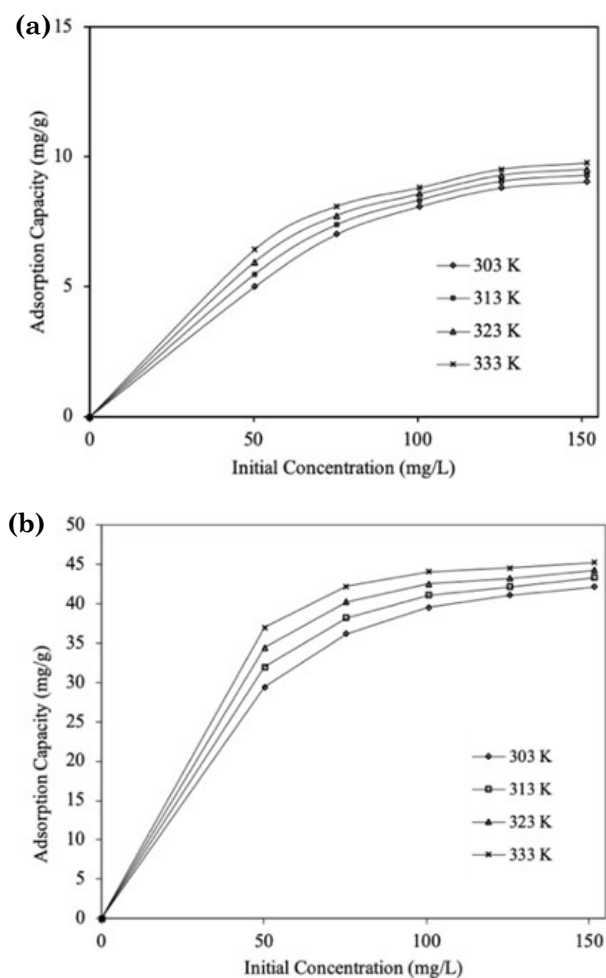 (a)
15
10
5
0
Adsorption Capacity (mg/g)
303 K
313 K
323 K
333 K
0 50 100 150
Initial Concentration (mg/L)
(b)
50
45
40
35
30
25
20
15
10
5
0
Adsorption Capacity (mg/g)
303 K
313 K
323 K
333 K
0 50 100 150
Initial Concentration (mg/L)